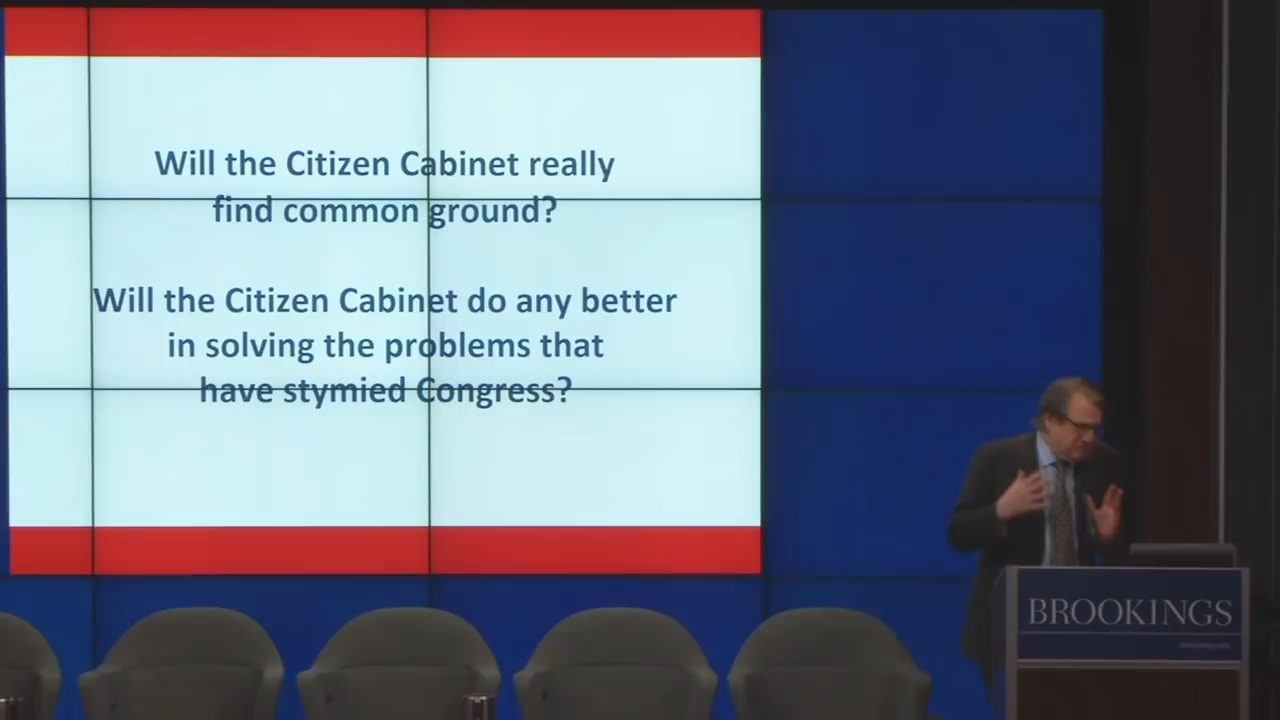 Will the Citizen Cabinet really
find common ground?
Will the Citizen Cabinet do any better
in solving the problems that
have stymied Congress?
BROOKINGS